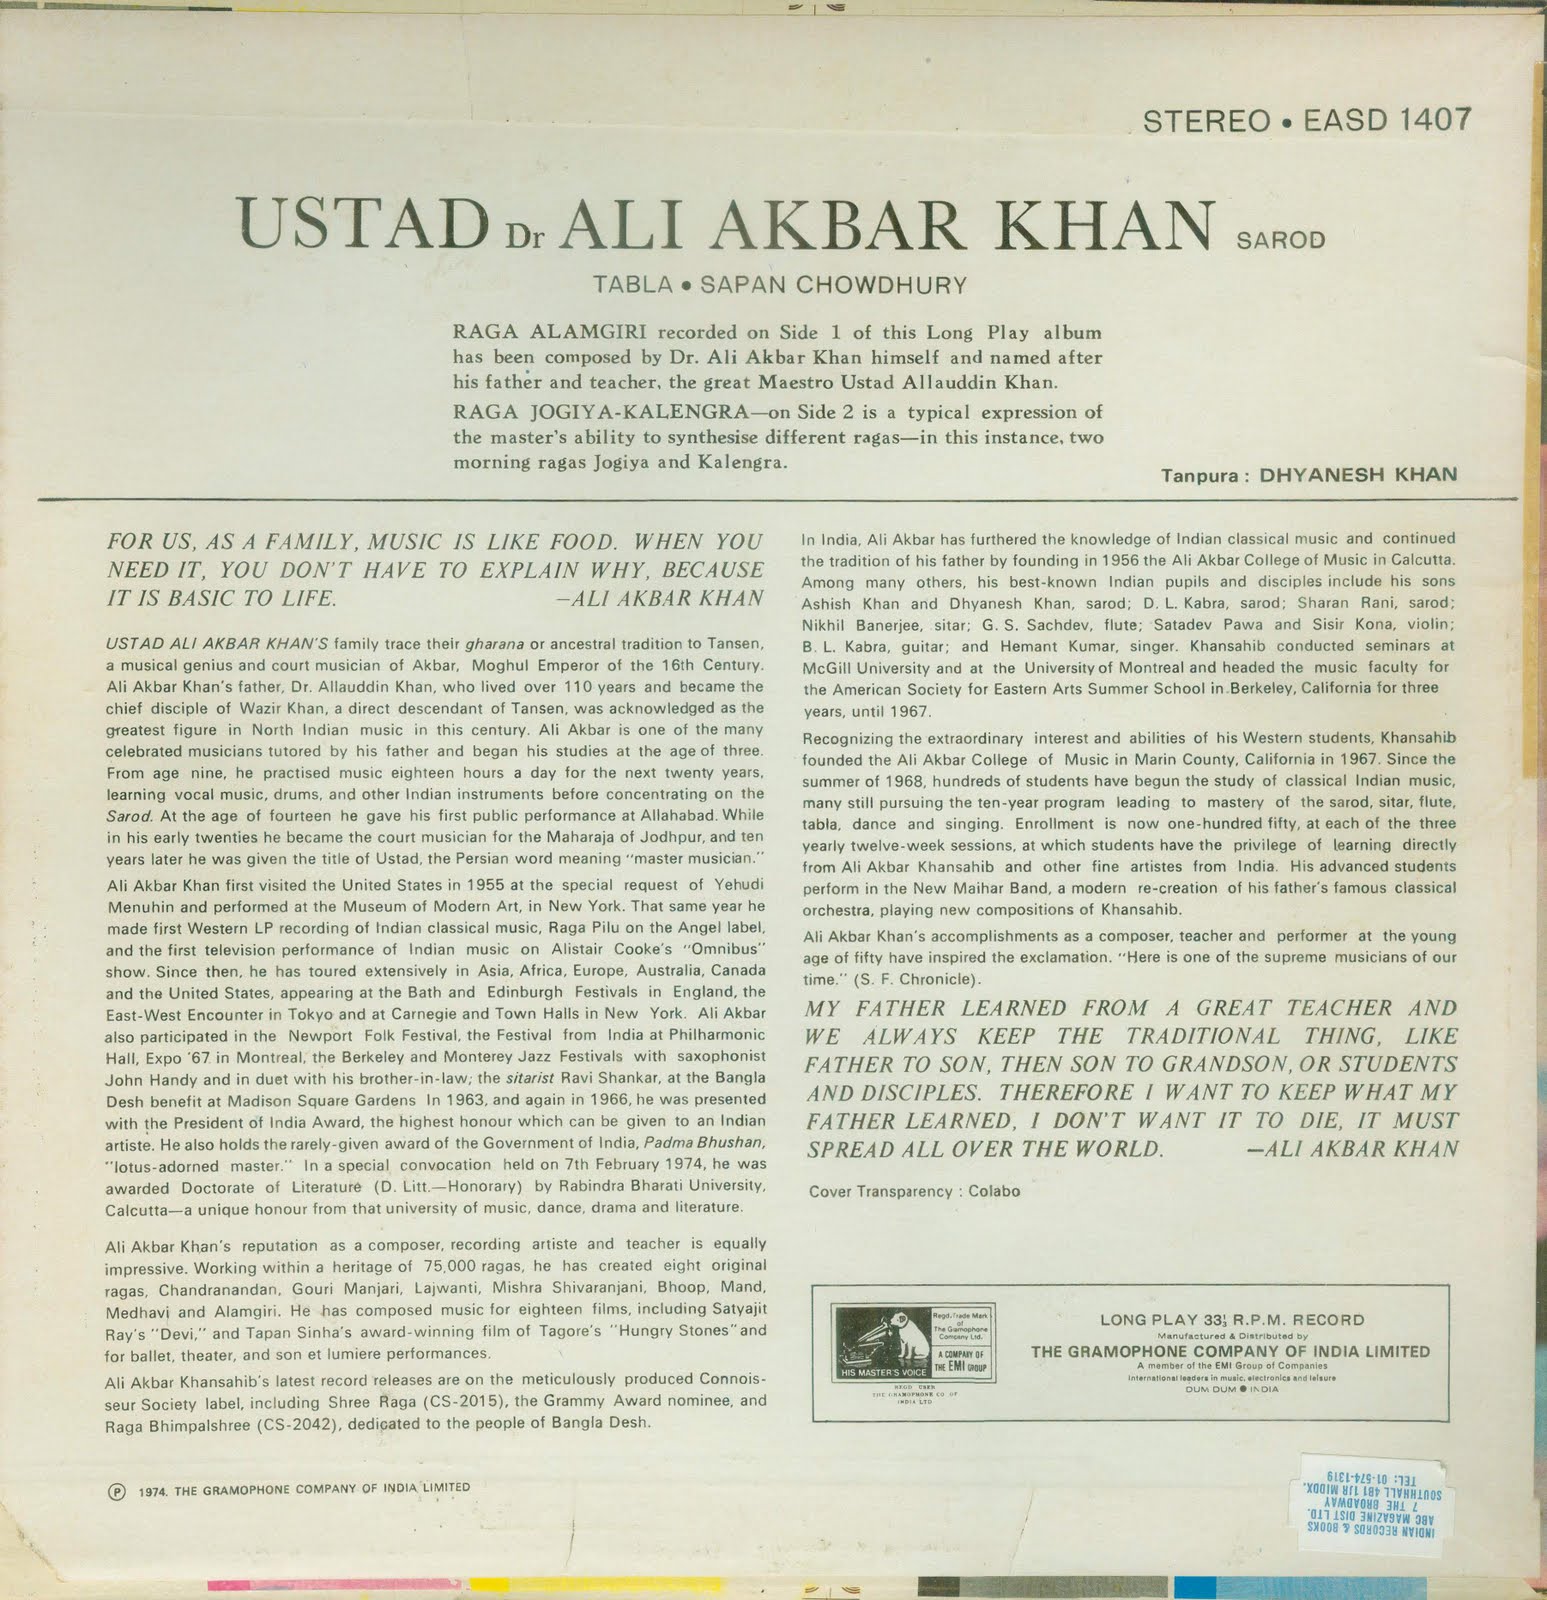 STEREO • EASD 1407
USTAD Dr ALI AKBAR KHAN SAROD
TABLA • SAPAN CHOWDHURY
RAGA ALAMGIRI recorded on Side 1 of this Long Play album
has been composed by Dr. Ali Akbar Khan himself and named after
his father and teacher, the great Maestro Ustad Allauddin Khan.
RAGA JOGIYA-KALENGRA—on Side 2 is a typical expression of
the master's ability to synthesise different ragas—in this instance, two
morning ragas Jogiya and Kalengra.
Tanpura : DHYANESH KHAN
FOR US, AS A FAMILY, MUSIC IS LIKE FOOD. WHEN YOU
NEED IT, YOU DON'T HAVE TO EXPLAIN WHY, BECAUSE
IT IS BASIC TO LIFE. —ALI AKBAR KHAN
USTAD ALI AKBAR KHAN'S family trace their gharana or ancestral tradition to Tansen,
a musical genius and court musician of Akbar, Moghul Emperor of the 16th Century.
Ali Akbar Khan's father, Dr. Allauddin Khan, who lived over 110 years and became the
chief disciple of Wazir Khan, a direct descendant of Tansen, was acknowledged as the
greatest figure in North Indian music in this century. Ali Akbar is one of the many
celebrated musicians tutored by his father and began his studies at the age of three.
From age nine, he practised music eighteen hours a day for the next twenty years,
learning vocal music, drums, and other Indian instruments before concentrating on the
Sarod. At the age of fourteen he gave his first public performance at Allahabad. While
in his early twenties he became the court musician for the Maharaja of Jodhpur, and ten
years later he was given the title of Ustad, the Persian word meaning "master musician."
Ali Akbar Khan first visited the United States in 1955 at the special request of Yehudi
Menuhin and performed at the Museum of Modern Art, in New York. That same year he
made first Western LP recording of Indian classical music, Raga Pilu on the Angel label,
and the first television performance of Indian music on Alistair Cooke's "Omnibus"
show. Since then, he has toured extensively in Asia, Africa, Europe, Australia, Canada
and the United States, appearing at the Bath and Edinburgh Festivals in England, the
East-West Encounter in Tokyo and at Carnegie and Town Halls in New York. Ali Akbar
also participated in the Newport Folk Festival, the Festival from India at Philharmonic
Hall, Expo '67 in Montreal, the Berkeley and Monterey Jazz Festivals with saxophonist
John Handy and in duet with his brother-in-law; the sitarist Ravi Shankar, at the Bangla
Desh benefit at Madison Square Gardens In 1963, and again in 1966, he was presented
with the President of India Award, the highest honour which can be given to an Indian
artiste. He also holds the rarely-given award of the Government of India, Padma Bhushan,
"lotus-adorned master." In a special convocation held on 7th February 1974, he was
awarded Doctorate of Literature (D. Litt.—Honorary) by Rabindra Bharati University,
Calcutta—a unique honour from that university of music, dance, drama and literature.
Ali Akbar Khan's reputation as a composer, recording artiste and teacher is equally
impressive. Working within a heritage of 75,000 ragas, he has created eight original
ragas, Chandranandan, Gouri Manjari, Lajwanti, Mishra Shivaranjani, Bhoop, Mand,
Medhavi and Alamgiri. He has composed music for eighteen films, including Satyajit
Ray's "Devi," and Tapan Sinha's award-winning film of Tagore's "Hungry Stones" and
for ballet, theater, and son et lumiere performances.
Ali Akbar Khansahib's latest record releases are on the meticulously produced Connois-
seur Society label, including Shree Raga (CS-2015), the Grammy Award nominee, and
Raga Bhimpalshree (CS-2042), dedicated to the people of Bangla Desh.
Ⓟ 1974. THE GRAMOPHONE COMPANY OF INDIA LIMITED
In India, Ali Akbar has furthered the knowledge of Indian classical music and continued
the tradition of his father by founding in 1956 the Ali Akbar College of Music in Calcutta.
Among many others, his best-known Indian pupils and disciples include his sons
Ashish Khan and Dhyanesh Khan, sarod; D. L. Kabra, sarod; Sharan Rani, sarod;
Nikhil Banerjee, sitar; G. S. Sachdev, flute; Satadev Pawa and Sisir Kona, violin;
B. L. Kabra, guitar; and Hemant Kumar, singer. Khansahib conducted seminars at
McGill University and at the University of Montreal and headed the music faculty for
the American Society for Eastern Arts Summer School in Berkeley, California for three
years, until 1967.
Recognizing the extraordinary interest and abilities of his Western students, Khansahib
founded the Ali Akbar College of Music in Marin County, California in 1967. Since the
summer of 1968, hundreds of students have begun the study of classical Indian music,
many still pursuing the ten-year program leading to mastery of the sarod, sitar, flute,
tabla, dance and singing. Enrollment is now one-hundred fifty, at each of the three
yearly twelve-week sessions, at which students have the privilege of learning directly
from Ali Akbar Khansahib and other fine artistes from India. His advanced students
perform in the New Maihar Band, a modern re-creation of his father's famous classical
orchestra, playing new compositions of Khansahib.
Ali Akbar Khan's accomplishments as a composer, teacher and performer at the young
age of fifty have inspired the exclamation. "Here is one of the supreme musicians of our
time." (S. F. Chronicle).
MY FATHER LEARNED FROM A GREAT TEACHER AND
WE ALWAYS KEEP THE TRADITIONAL THING, LIKE
FATHER TO SON, THEN SON TO GRANDSON, OR STUDENTS
AND DISCIPLES. THEREFORE I WANT TO KEEP WHAT MY
FATHER LEARNED, I DON'T WANT IT TO DIE, IT MUST
SPREAD ALL OVER THE WORLD. —ALI AKBAR KHAN
Cover Transparency : Colabo
Regd. Trade Mark
of
The Gramophone
Company Ltd.
A COMPANY OF
THE EMI GROUP
HIS MASTER'S VOICE
REGD USER
THE GRAMOPHONE CO OF
INDIA LTD
LONG PLAY 33⅓ R.P.M. RECORD
Manufactured & Distributed by
THE GRAMOPHONE COMPANY OF INDIA LIMITED
A member of the EMI Group of Companies
International leaders in music, electronics and leisure
DUM DUM ● INDIA
INDIAN RECORDS & BOOKS
ABC MAGAZINE DIST LTD.
7 THE BROADWAY
SOUTHHALL 4B1 1JR MIDDX.
TEL: 01-574-1319